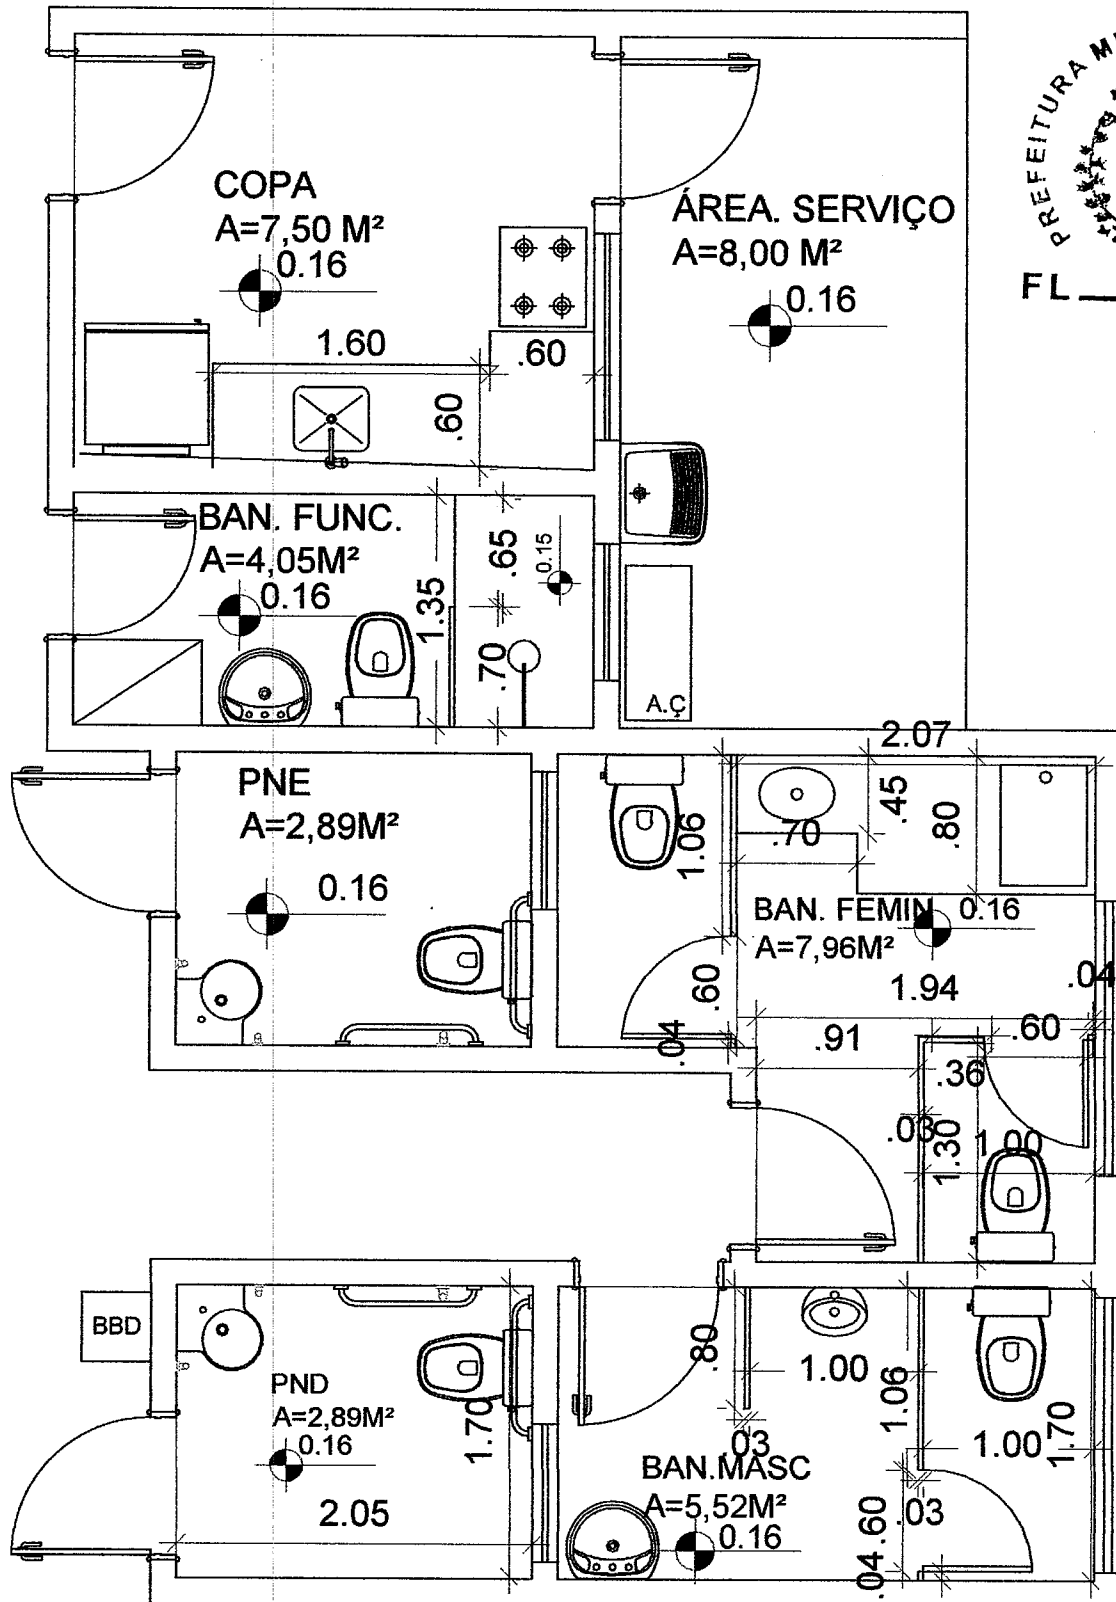 PREFEITURA M
FL
COPA
A=7,50 M²
0.16
ÁREA. SERVIÇO
A=8,00 M²
0.16
1.60
.60
.60
BAN. FUNC.
A=4,05M²
0.16
1.35
.65
0.15
.70
A.Ç
2.07
PNE
A=2,89M²
0.16
1.06
.70
.45
.80
BAN. FEMIN
0.16
A=7,96M²
.60
.04
1.94
.04
.91
.60
.36
.03
1.30
1.00
BBD
PND
A=2,89M²
0.16
1.70
2.05
.80
1.00
1.06
.03
1.00
1.70
BAN.MASC
A=5,52M²
0.16
.03
.60
.04